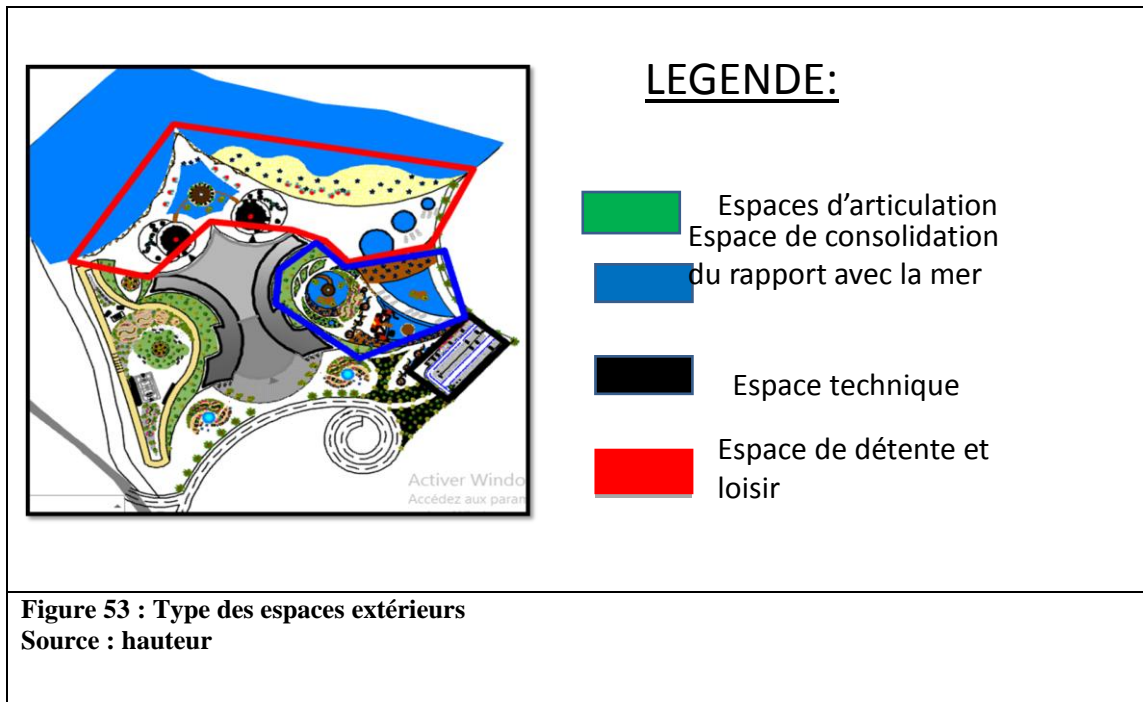 LEGENDE:
Espaces d’articulation
Espace de consolidation
du rapport avec la mer
Espace technique
Espace de détente et
loisir
Activer Windo
Accédez aux param
Figure 53 : Type des espaces extérieurs
Source : hauteur